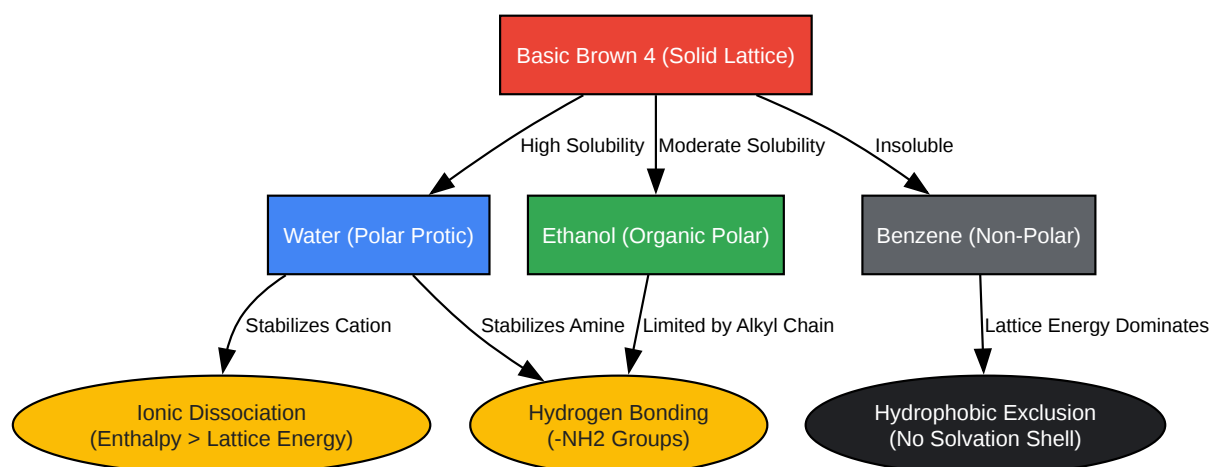 Basic Brown 4 (Solid Lattice)
High Solubility
Moderate Solubility
Insoluble
Water (Polar Protic)
Ethanol (Organic Polar)
Benzene (Non-Polar)
Stabilizes Cation
Stabilizes Amine
Limited by Alkyl Chain
Lattice Energy Dominates
Ionic Dissociation
(Enthalpy > Lattice Energy)
Hydrogen Bonding
(-NH2 Groups)
Hydrophobic Exclusion
(No Solvation Shell)